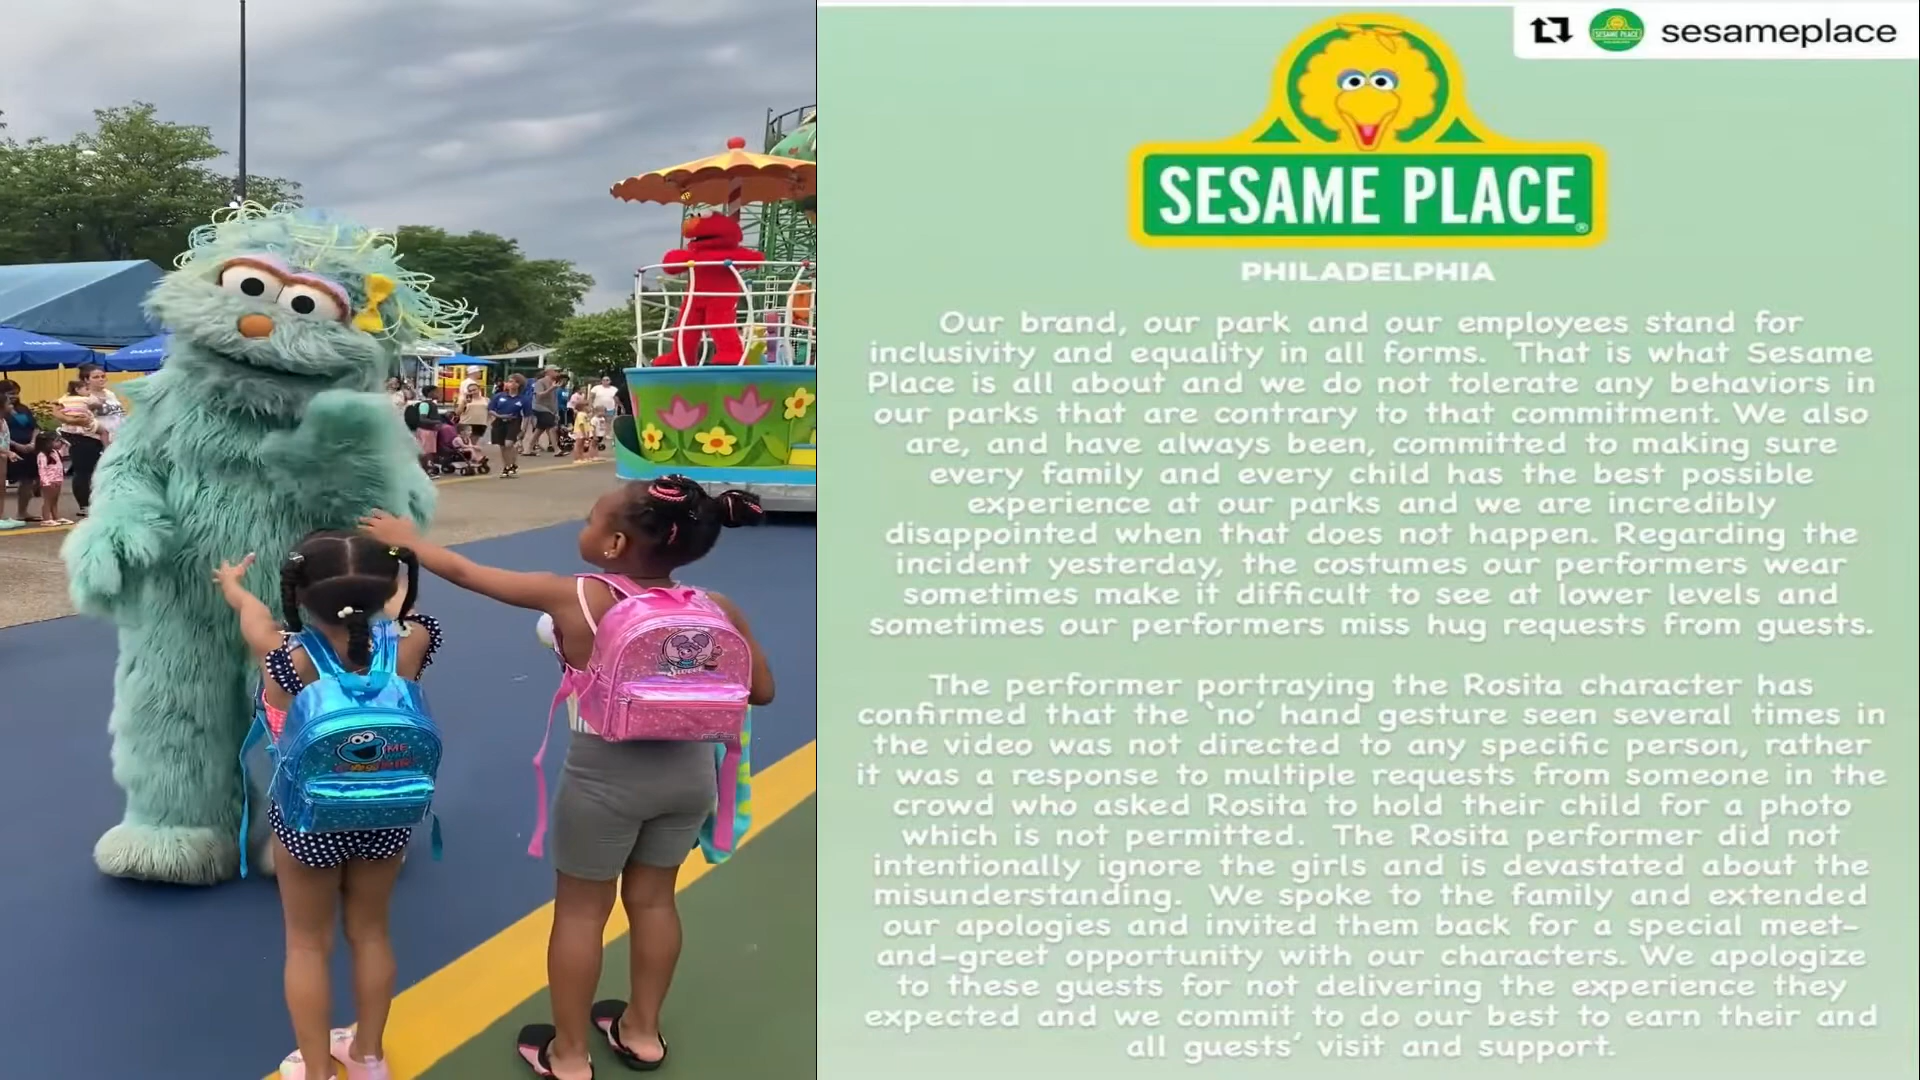 sesameplace
SESAME PLACE
PHILADELPHIA
Our brand, our park and our employees stand for
inclusivity and equality in all forms. That is what Sesame
Place is all about and we do not tolerate any behaviors in
our parks that are contrary to that commitment. We also
are, and have always been, committed to making sure
every family and every child has the best possible
experience at our parks and we are incredibly
disappointed when that does not happen. Regarding the
incident yesterday, the costumes our performers wear
sometimes make it difficult to see at lower levels and
sometimes our performers miss hug requests from guests.
The performer portraying the Rosita character has
confirmed that the ‘no’ hand gesture seen several times in
the video was not directed to any specific person, rather
it was a response to multiple requests from someone in the
crowd who asked Rosita to hold their child for a photo
which is not permitted. The Rosita performer did not
intentionally ignore the girls and is devastated about the
misunderstanding. We spoke to the family and extended
our apologies and invited them back for a special meet-
and-greet opportunity with our characters. We apologize
to these guests for not delivering the experience they
expected and we commit to do our best to earn their and
all guests’ visit and support.